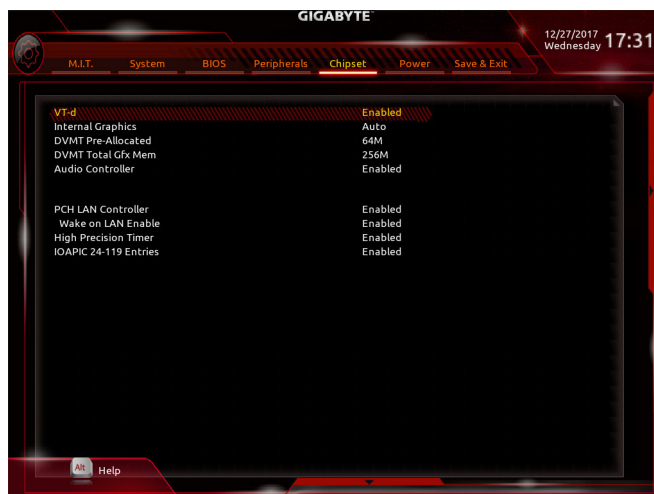 GIGABYTE
12/27/2017 17:31
Wednesday
M.I.T. System BIOS Peripherals Chipset Power Save & Exit
VT-d Enabled
Internal Graphics Auto
DVMT Pre-Allocated 64M
DVMT Total Gfx Mem 256M
Audio Controller Enabled
PCH LAN Controller Enabled
Wake on LAN Enable Enabled
High Precision Timer Enabled
IOAPIC 24-119 Entries Enabled
Alt Help